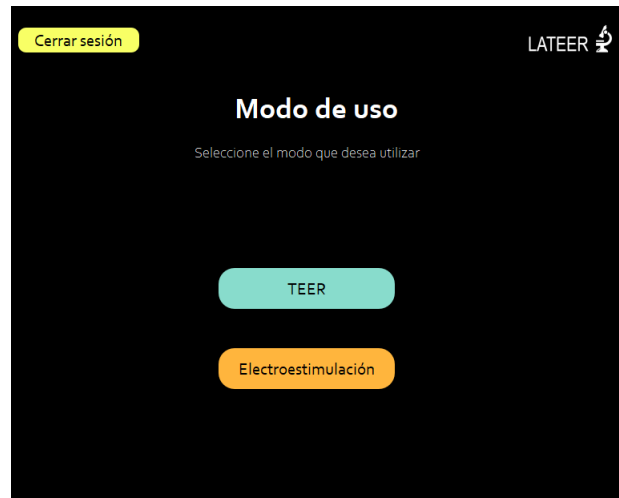 Cerrar sesión
LATEER
Modo de uso
Seleccione el modo que desea utilizar
TEER
Electroestimulación